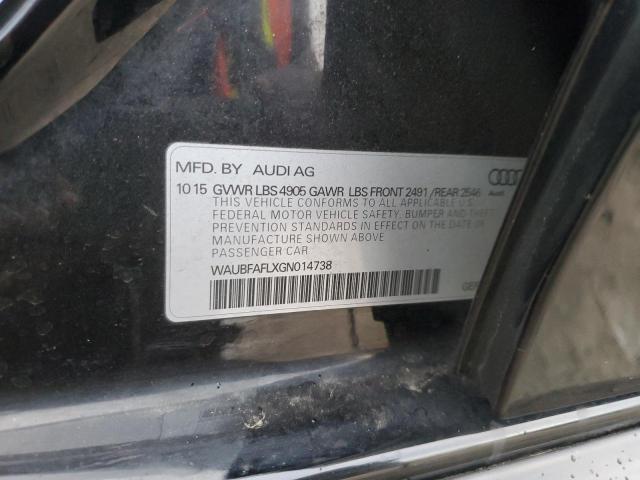 MFD. BY AUDI AG
10 15 GVWR LBS 4905 GAWR LBS FRONT 2491 /REAR 2546
THIS VEHICLE CONFORMS TO ALL APPLICABLE U.S.
FEDERAL MOTOR VEHICLE SAFETY, BUMPER AND THEFT
PREVENTION STANDARDS IN EFFECT ON THE DATE OF
MANUFACTURE SHOWN ABOVE
PASSENGER CAR
WAUBFAFLXGN014738
Audi